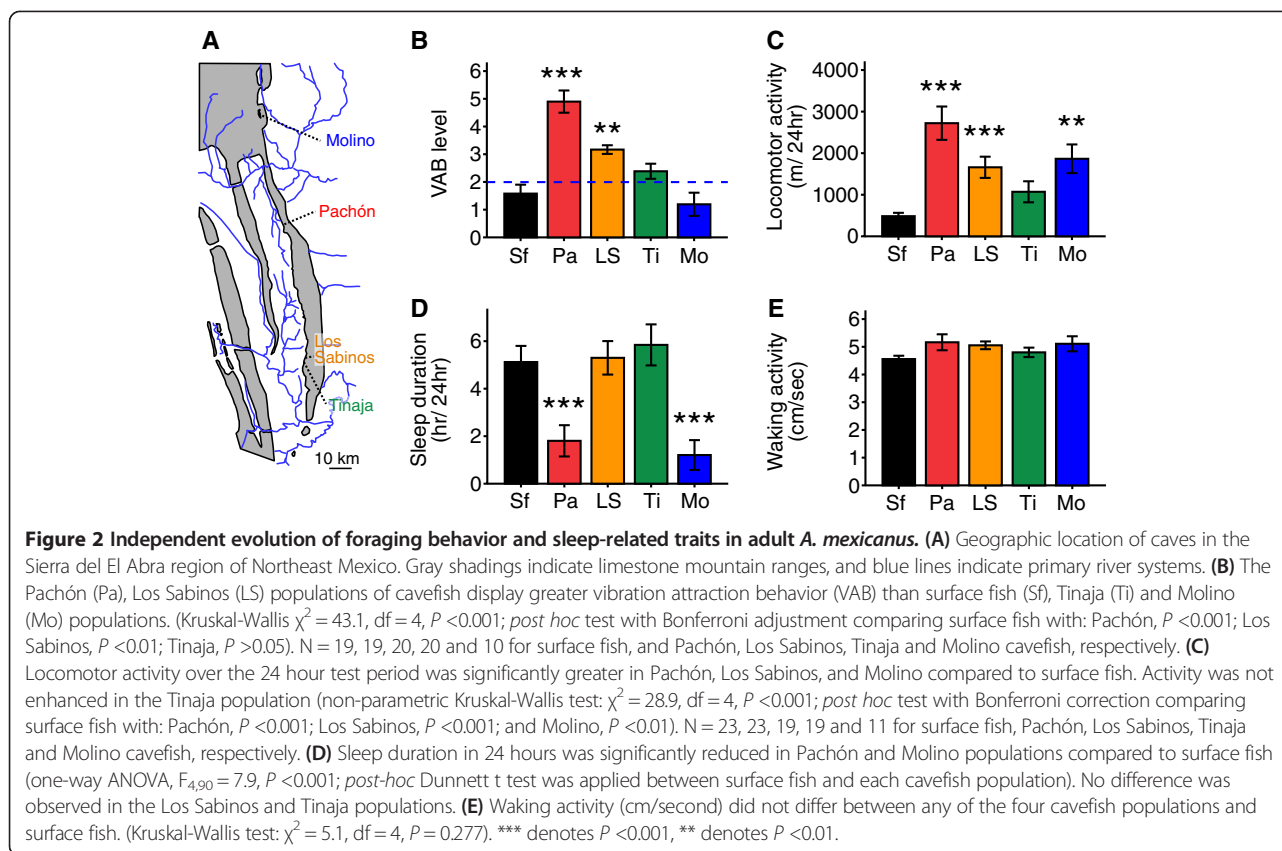 A
Molino
Pachón
Los
Sabinos
Tinaja
10 km
B
VAB level
6
5
4
3
2
1
0
***
**
Sf Pa LS Ti Mo
C
Locomotor activity
(m/ 24hr)
4000
3000
2000
1000
0
***
***
**
Sf Pa LS Ti Mo
D
Sleep duration
(hr/ 24hr)
6
4
2
0
***
***
Sf Pa LS Ti Mo
E
Waking activity
(cm/sec)
6
5
4
3
2
1
0
Sf Pa LS Ti Mo
Figure 2 Independent evolution of foraging behavior and sleep-related traits in adult A. mexicanus. (A) Geographic location of caves in the
Sierra del El Abra region of Northeast Mexico. Gray shadings indicate limestone mountain ranges, and blue lines indicate primary river systems. (B) The
Pachón (Pa), Los Sabinos (LS) populations of cavefish display greater vibration attraction behavior (VAB) than surface fish (Sf), Tinaja (Ti) and Molino
(Mo) populations. (Kruskal-Wallis χ2 = 43.1, df = 4, P <0.001; post hoc test with Bonferroni adjustment comparing surface fish with: Pachón, P <0.001; Los
Sabinos, P <0.01; Tinaja, P >0.05). N = 19, 19, 20, 20 and 10 for surface fish, and Pachón, Los Sabinos, Tinaja and Molino cavefish, respectively. (C)
Locomotor activity over the 24 hour test period was significantly greater in Pachón, Los Sabinos, and Molino compared to surface fish. Activity was not
enhanced in the Tinaja population (non-parametric Kruskal-Wallis test: χ2 = 28.9, df = 4, P <0.001; post hoc test with Bonferroni correction comparing
surface fish with: Pachón, P <0.001; Los Sabinos, P <0.001; and Molino, P <0.01). N = 23, 23, 19, 19 and 11 for surface fish, Pachón, Los Sabinos, Tinaja
and Molino cavefish, respectively. (D) Sleep duration in 24 hours was significantly reduced in Pachón and Molino populations compared to surface fish
(one-way ANOVA, F4,90 = 7.9, P <0.001; post-hoc Dunnett t test was applied between surface fish and each cavefish population). No difference was
observed in the Los Sabinos and Tinaja populations. (E) Waking activity (cm/second) did not differ between any of the four cavefish populations and
surface fish. (Kruskal-Wallis test: χ2 = 5.1, df = 4, P = 0.277). *** denotes P <0.001, ** denotes P <0.01.